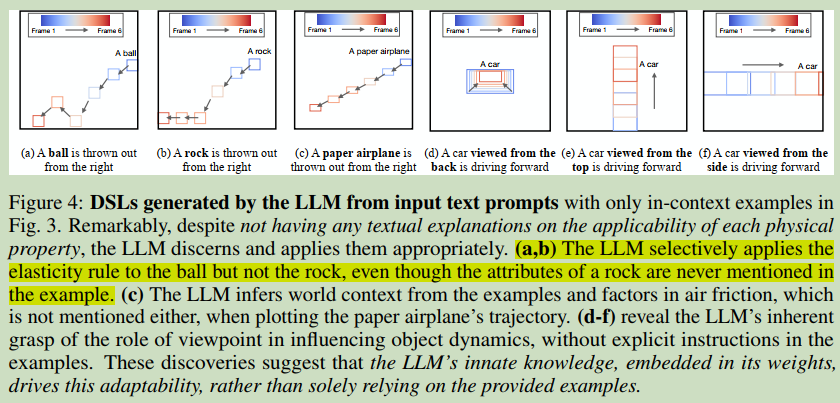 Frame 1 Frame 6
A ball
(a) A ball is thrown out
from the right
Frame 1 Frame 6
A rock
(b) A rock is thrown out
from the right
Frame 1 Frame 6
A paper airplane
(c) A paper airplane is
thrown out from the right
Frame 1 Frame 6
A car
(d) A car viewed from the
back is driving forward
Frame 1 Frame 6
A car
(e) A car viewed from the
top is driving forward
Frame 1 Frame 6
A car
(f) A car viewed from the
side is driving forward
Figure 4: DSLs generated by the LLM from input text prompts with only in-context examples in
Fig. 3. Remarkably, despite not having any textual explanations on the applicability of each physical
property, the LLM discerns and applies them appropriately. (a,b) The LLM selectively applies the
elasticity rule to the ball but not the rock, even though the attributes of a rock are never mentioned in
the example. (c) The LLM infers world context from the examples and factors in air friction, which
is not mentioned either, when plotting the paper airplane's trajectory. (d-f) reveal the LLM's inherent
grasp of the role of viewpoint in influencing object dynamics, without explicit instructions in the
examples. These discoveries suggest that the LLM's innate knowledge, embedded in its weights,
drives this adaptability, rather than solely relying on the provided examples.